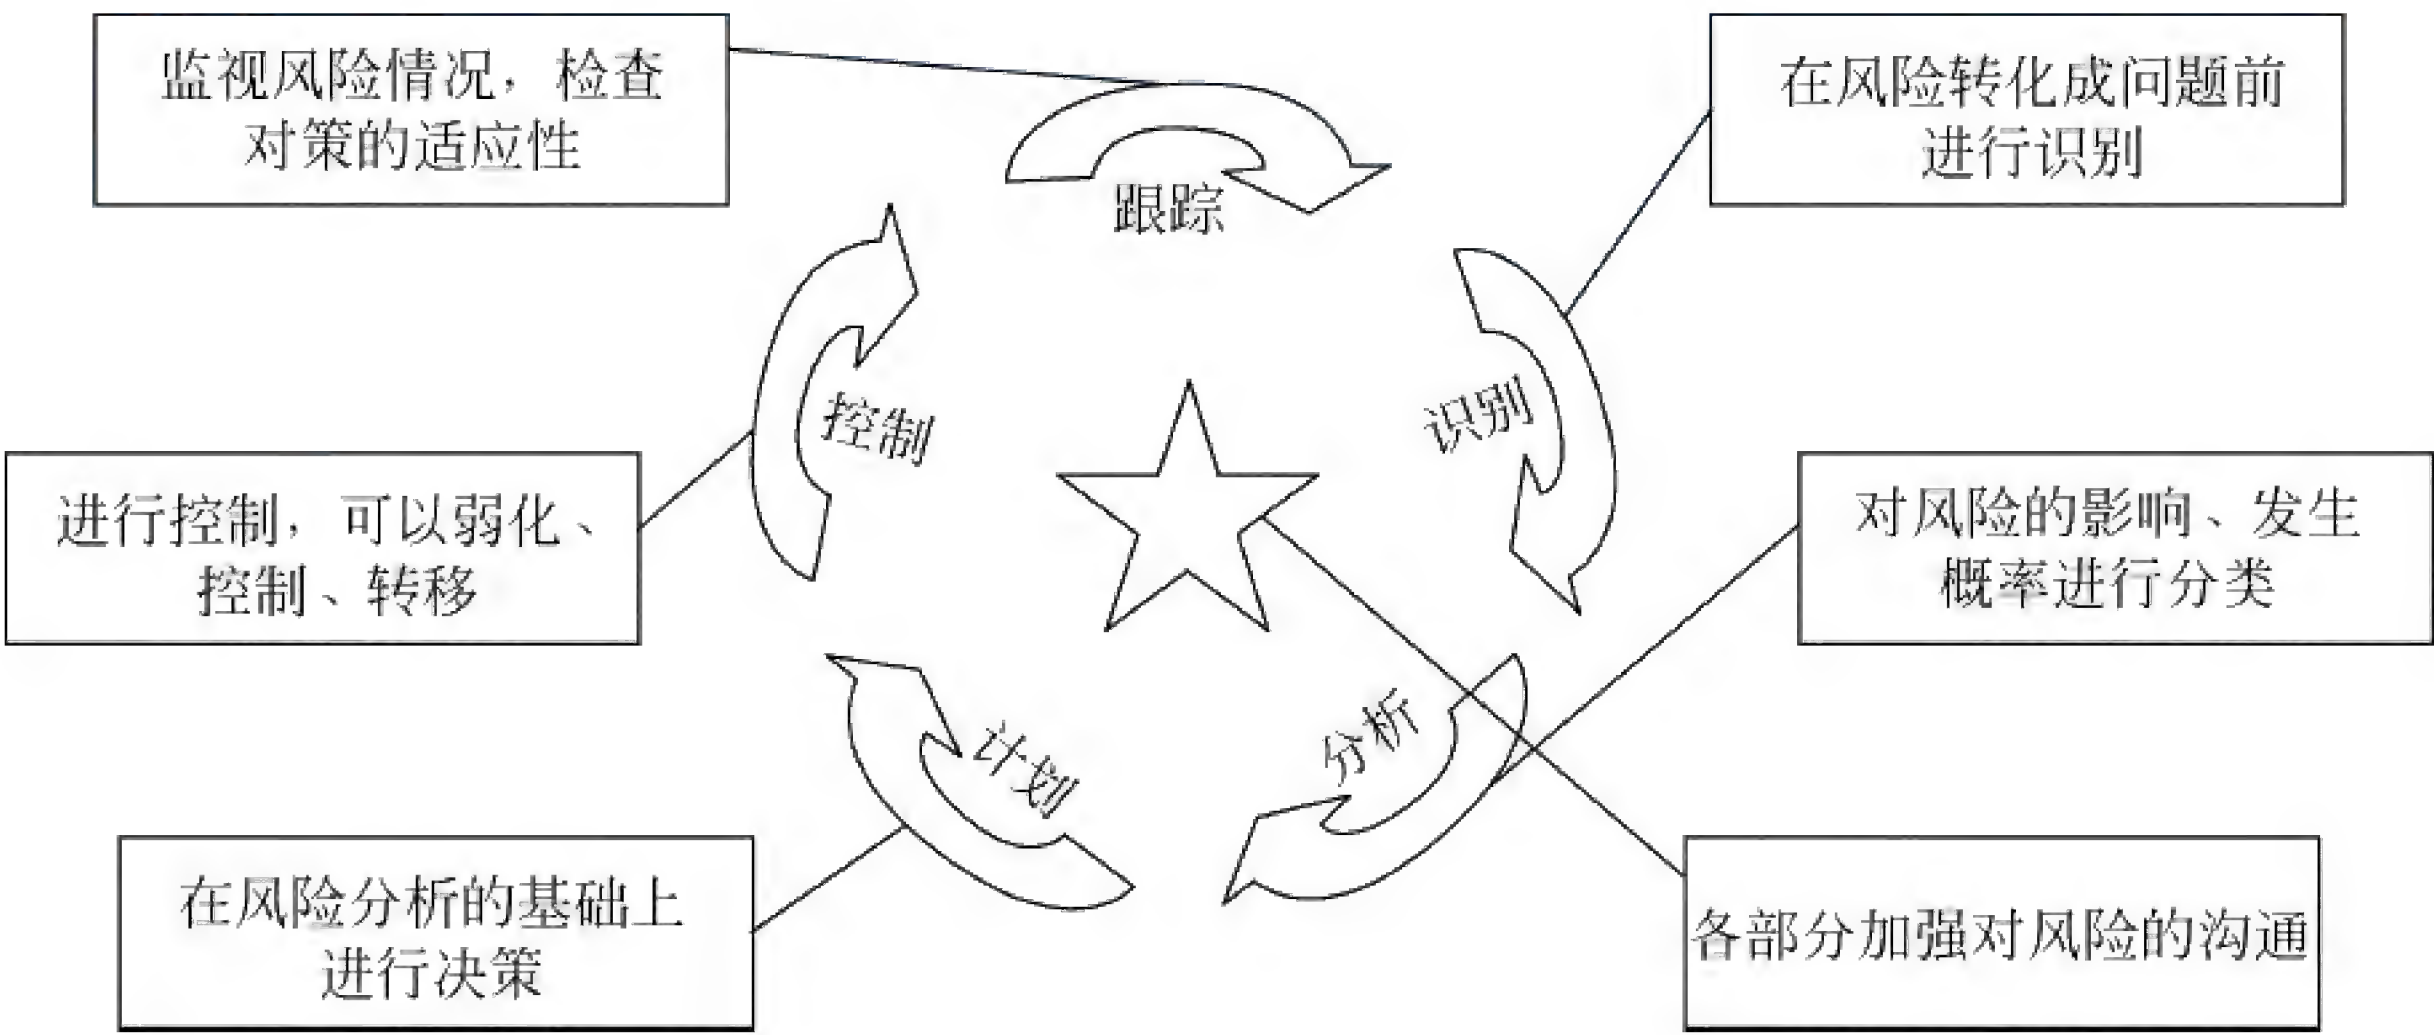 监视风险情况，检查
对策的适应性
在风险转化成问题前
进行识别
跟踪
控制
识别
进行控制，可以弱化、
控制、转移
对风险的影响、发生
概率进行分类
计划
分析
在风险分析的基础上
进行决策
各部分加强对风险的沟通